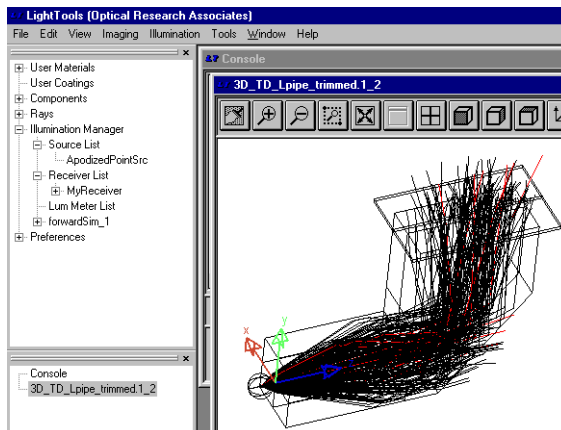 LightTools (Optical Research Associates)
File Edit View Imaging Illumination Tools Window Help
Console
3D_TD_Lpipe_trimmed.1_2
User Materials
User Coatings
Components
Rays
Illumination Manager
Source List
ApodizedPointSrc
Receiver List
MyReceiver
Lum Meter List
forwardSim_1
Preferences
x
y
Console
3D_TD_Lpipe_trimmed.1_2